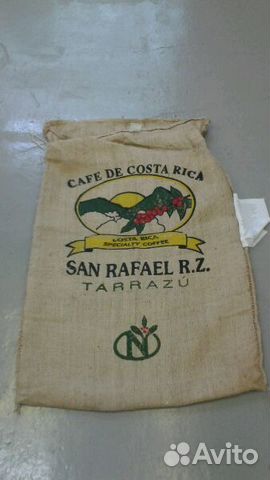 CAFE DE COSTA RICA
COSTA RICA
SPECIALTY COFFEE
SAN RAFAEL R.Z.
TARRAZÚ
N
Avito